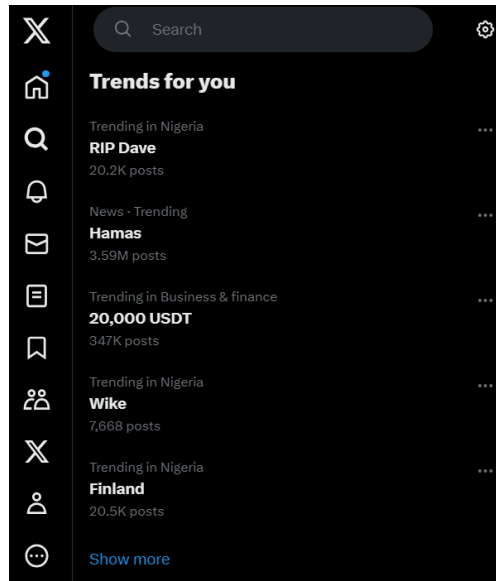 Search
Trends for you
Trending in Nigeria
RIP Dave
20.2K posts
News · Trending
Hamas
3.59M posts
Trending in Business & finance
20,000 USDT
347K posts
Trending in Nigeria
Wike
7,668 posts
Trending in Nigeria
Finland
20.5K posts
Show more